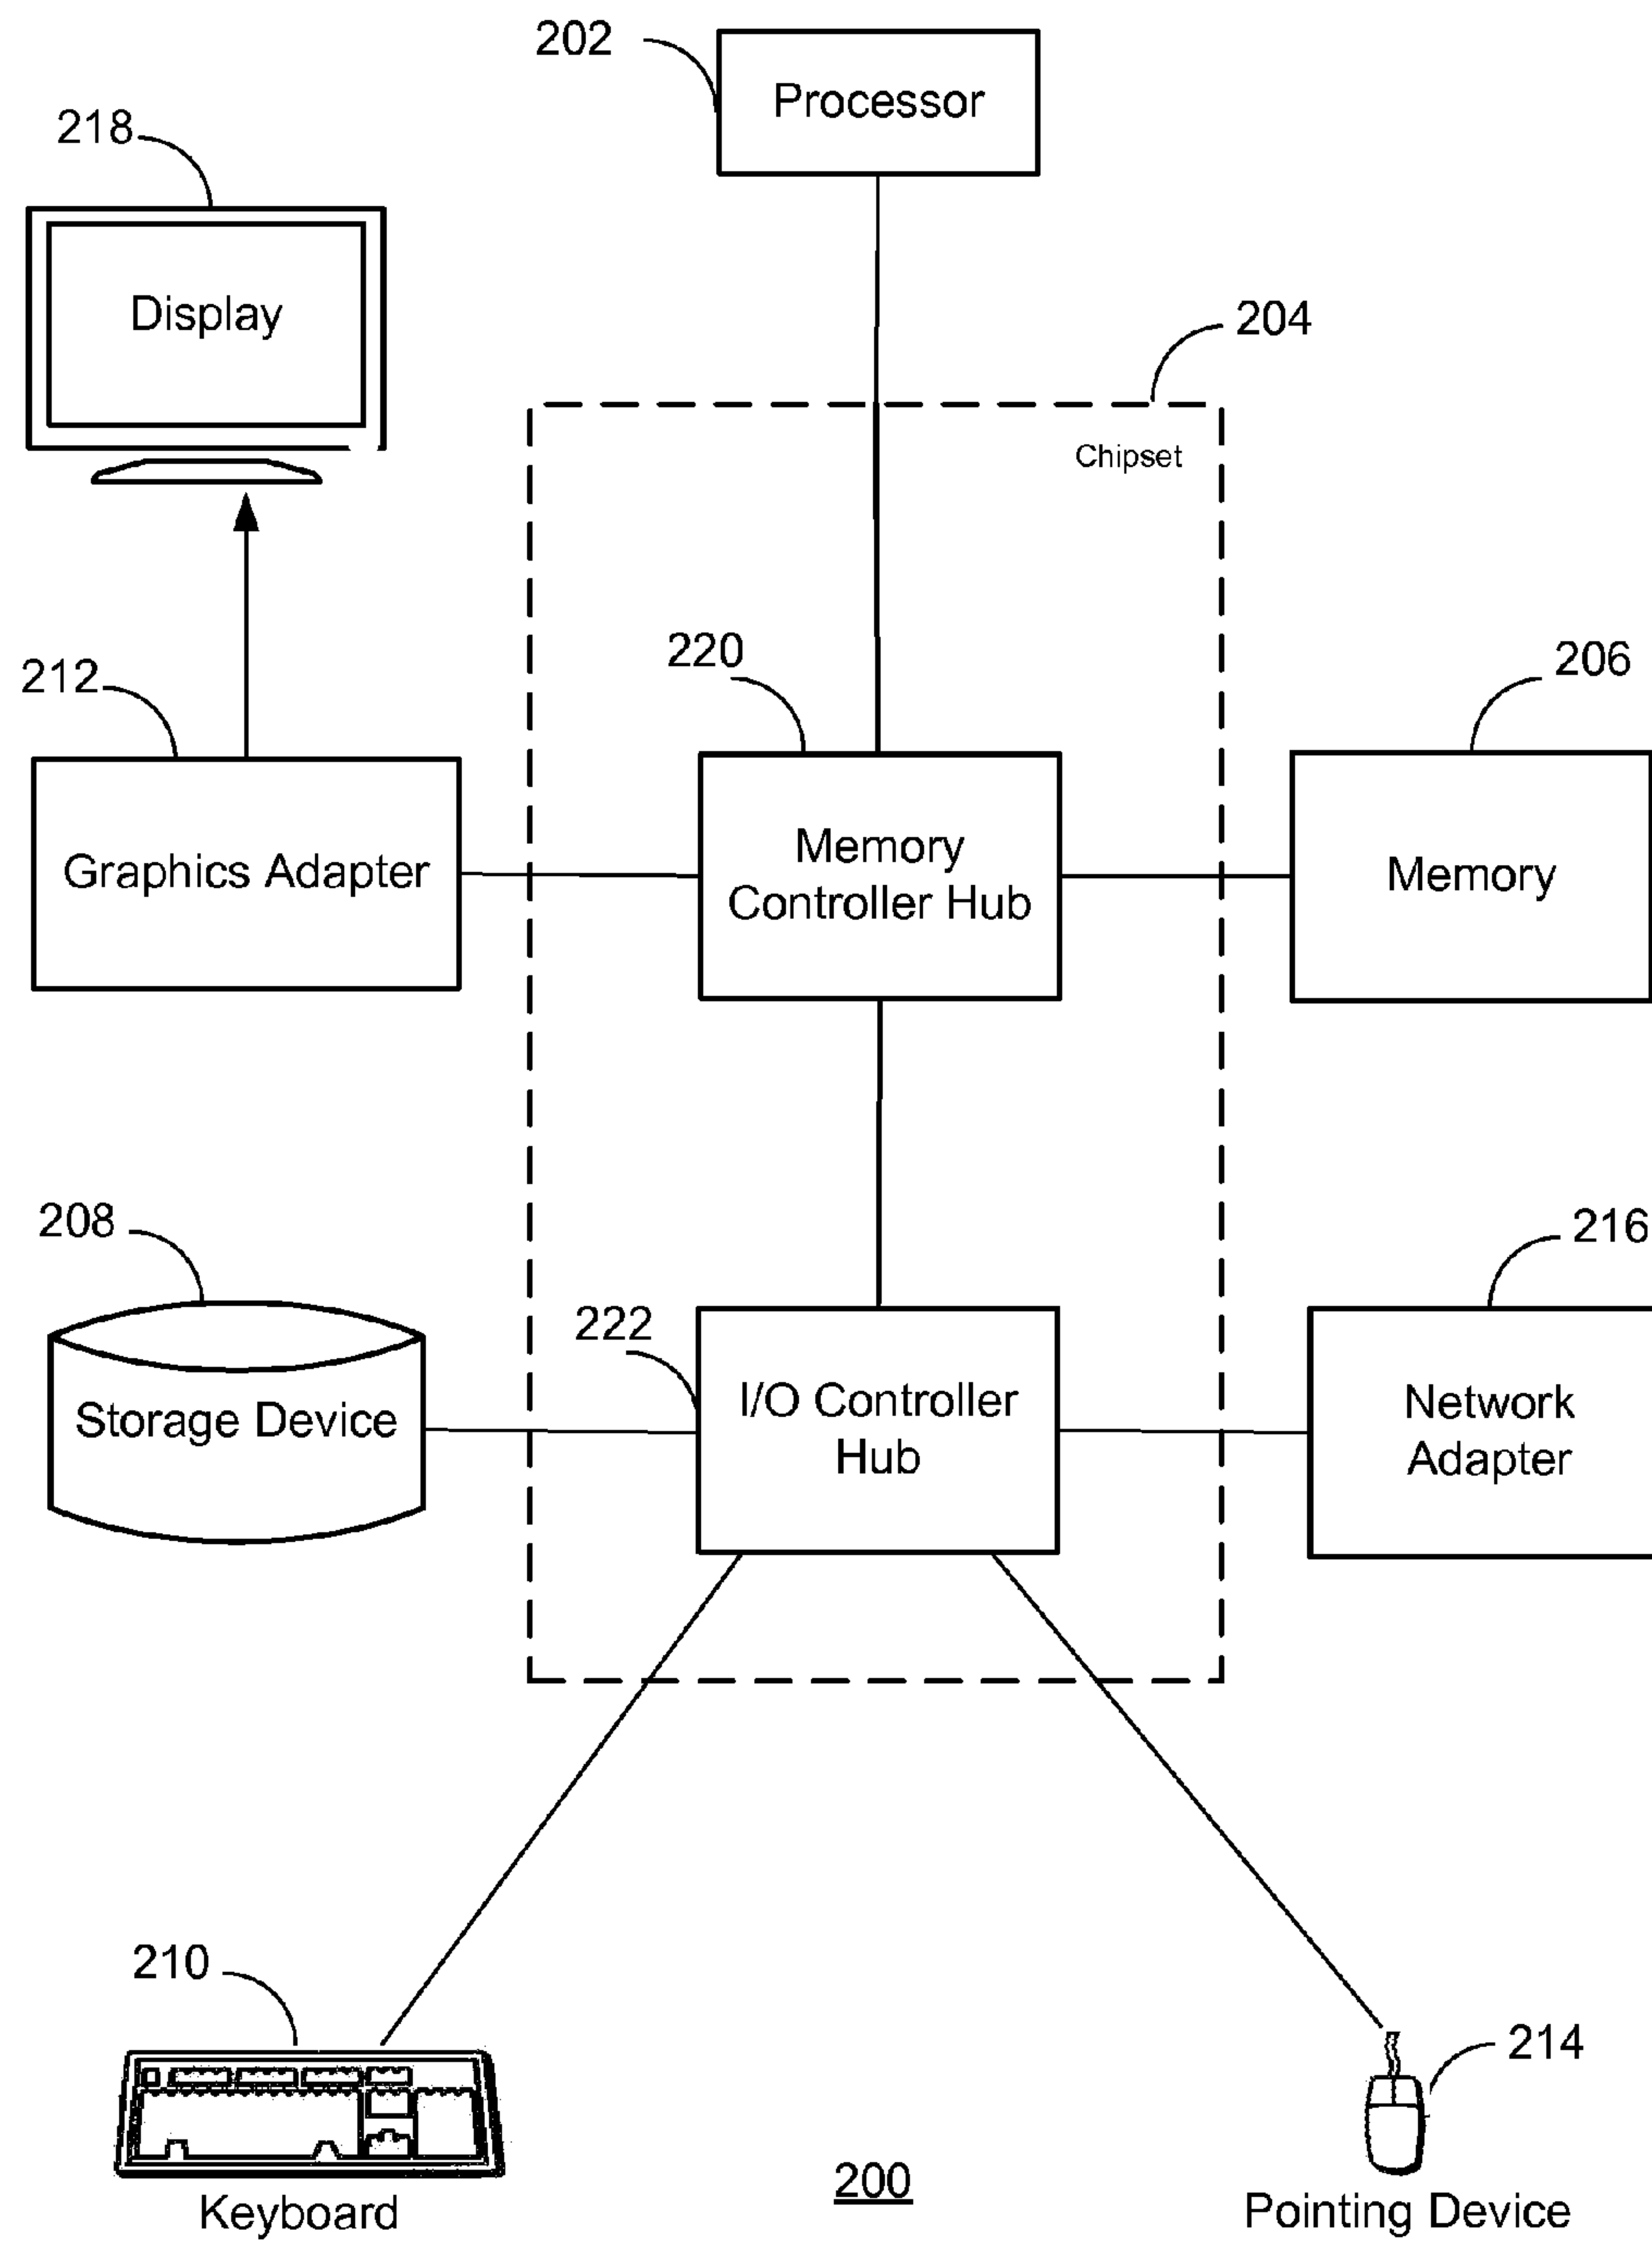 202
Processor
218
Display
204
Chipset
220
206
212
Memory
Controller Hub
Graphics Adapter
Memory
208
216
222
I/O Controller
Hub
Storage Device
Network
Adapter
210
214
200
Keyboard
Pointing Device